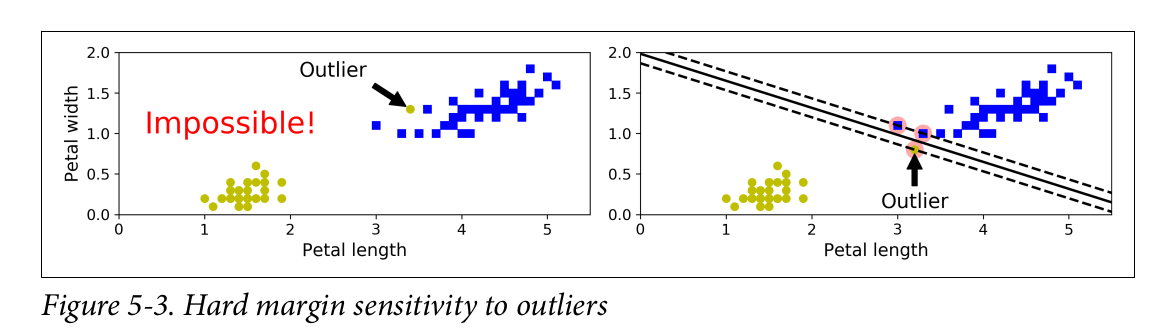 2.0
1.5
1.0
0.5
0.0
Petal width
Outlier
Impossible!
0 1 2 3 4 5
Petal length
2.0
1.5
1.0
0.5
0.0
Outlier
0 1 2 3 4 5
Petal length
Figure 5-3. Hard margin sensitivity to outliers